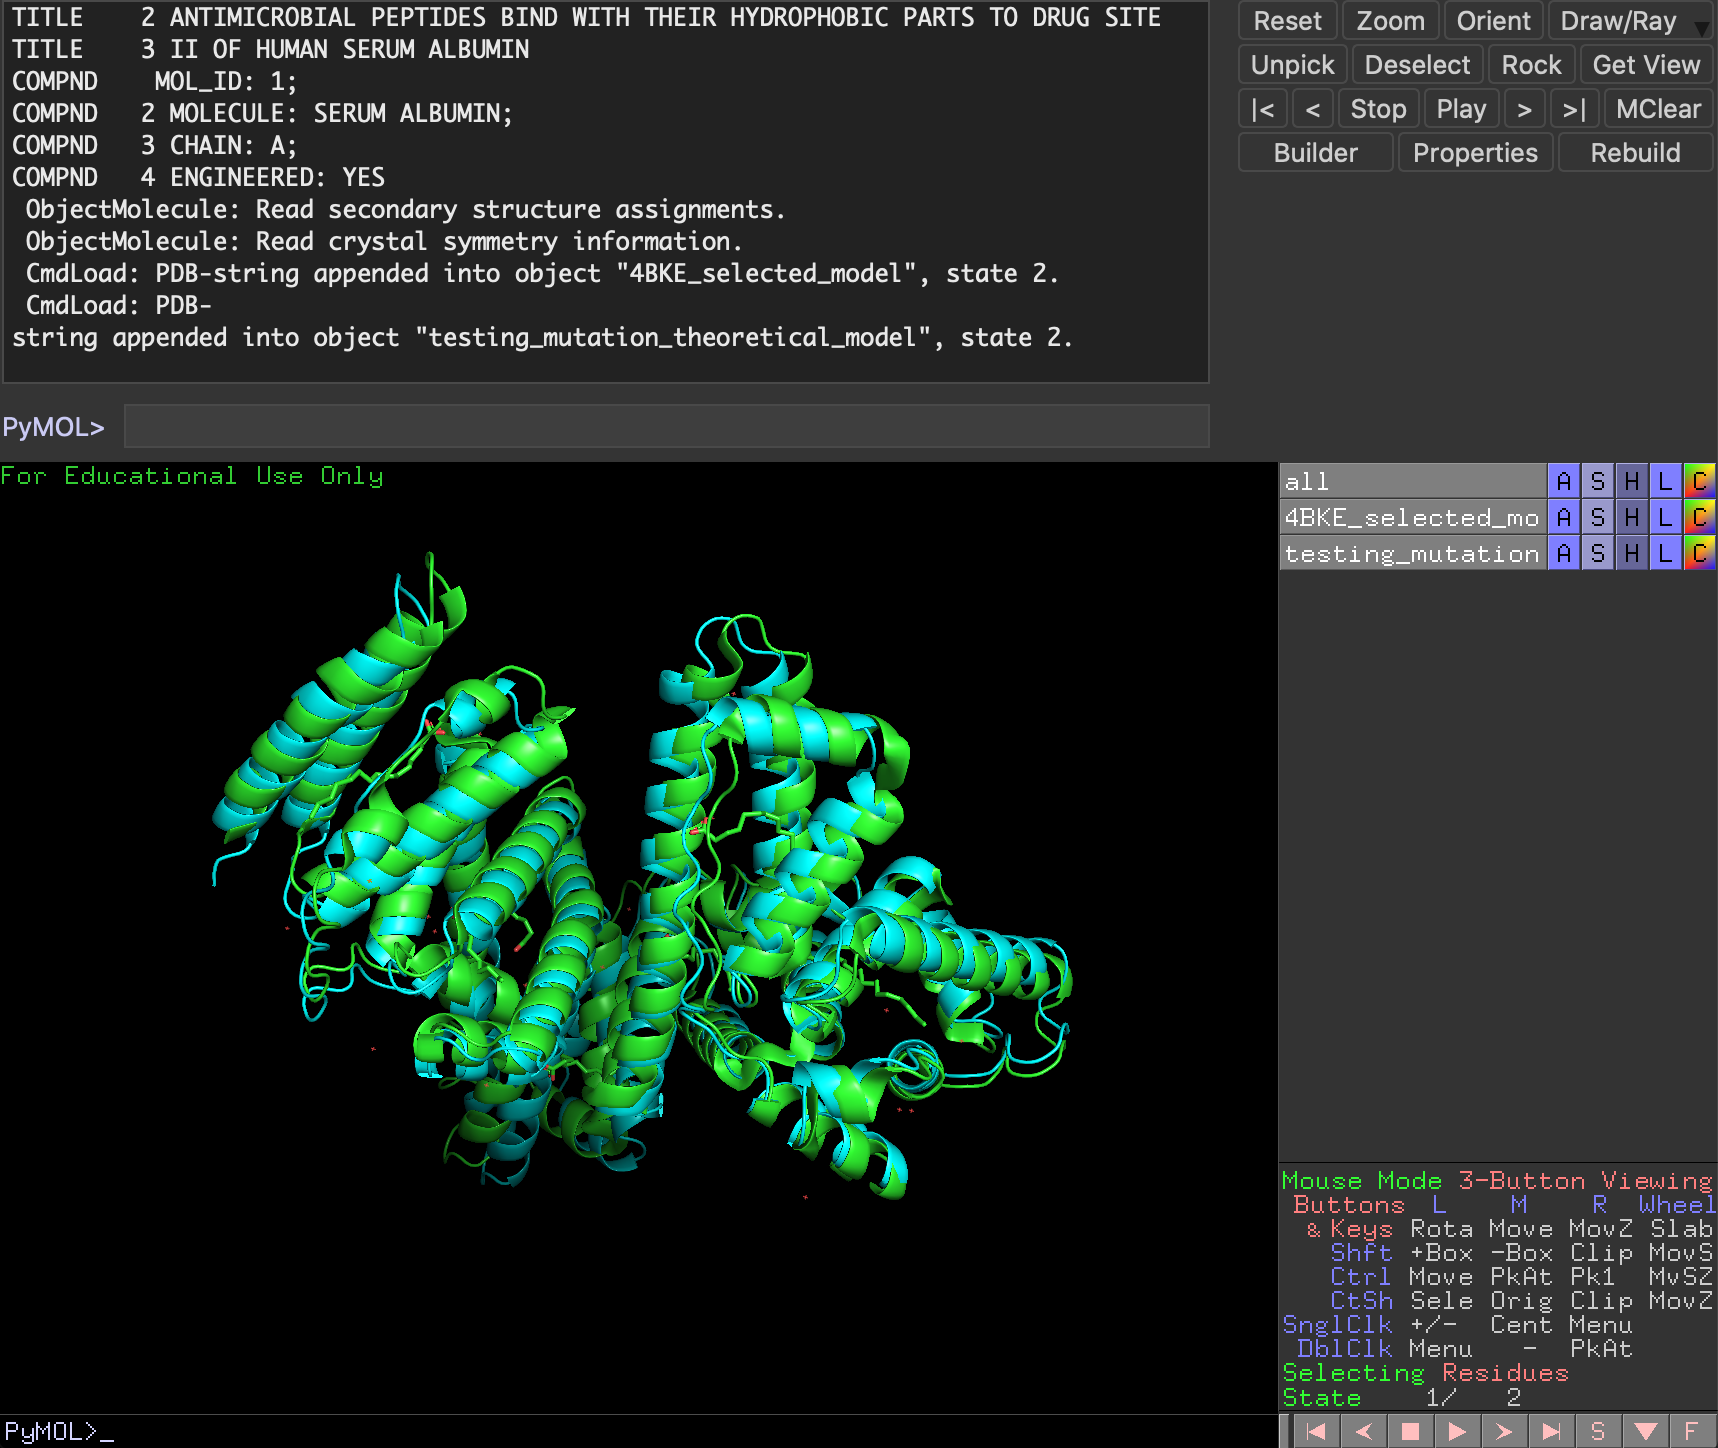 TITLE    2 ANTIMICROBIAL PEPTIDES BIND WITH THEIR HYDROPHOBIC PARTS TO DRUG SITE
TITLE    3 II OF HUMAN SERUM ALBUMIN
COMPND    MOL_ID: 1;
COMPND   2 MOLECULE: SERUM ALBUMIN;
COMPND   3 CHAIN: A;
COMPND   4 ENGINEERED: YES
ObjectMolecule: Read secondary structure assignments.
ObjectMolecule: Read crystal symmetry information.
CmdLoad: PDB-string appended into object "4BKE_selected_model", state 2.
CmdLoad: PDB-
string appended into object "testing_mutation_theoretical_model", state 2.
PyMOL>
Reset Zoom Orient Draw/Ray
Unpick Deselect Rock Get View
|< < Stop Play > >| MClear
Builder Properties Rebuild
For Educational Use Only
all A S H L C
4BKE_selected_mo A S H L C
testing_mutation A S H L C
Mouse Mode 3-Button Viewing
Buttons L M R Wheel
& Keys Rota Move MovZ Slab
Shft +Box -Box Clip MovS
Ctrl Move PkAt Pk1 MvSZ
CtSh Sele Orig Clip MovZ
SnglClk +/- Cent Menu
DblClk Menu - PkAt
Selecting Residues
State 1/ 2
PyMOL>_
S F